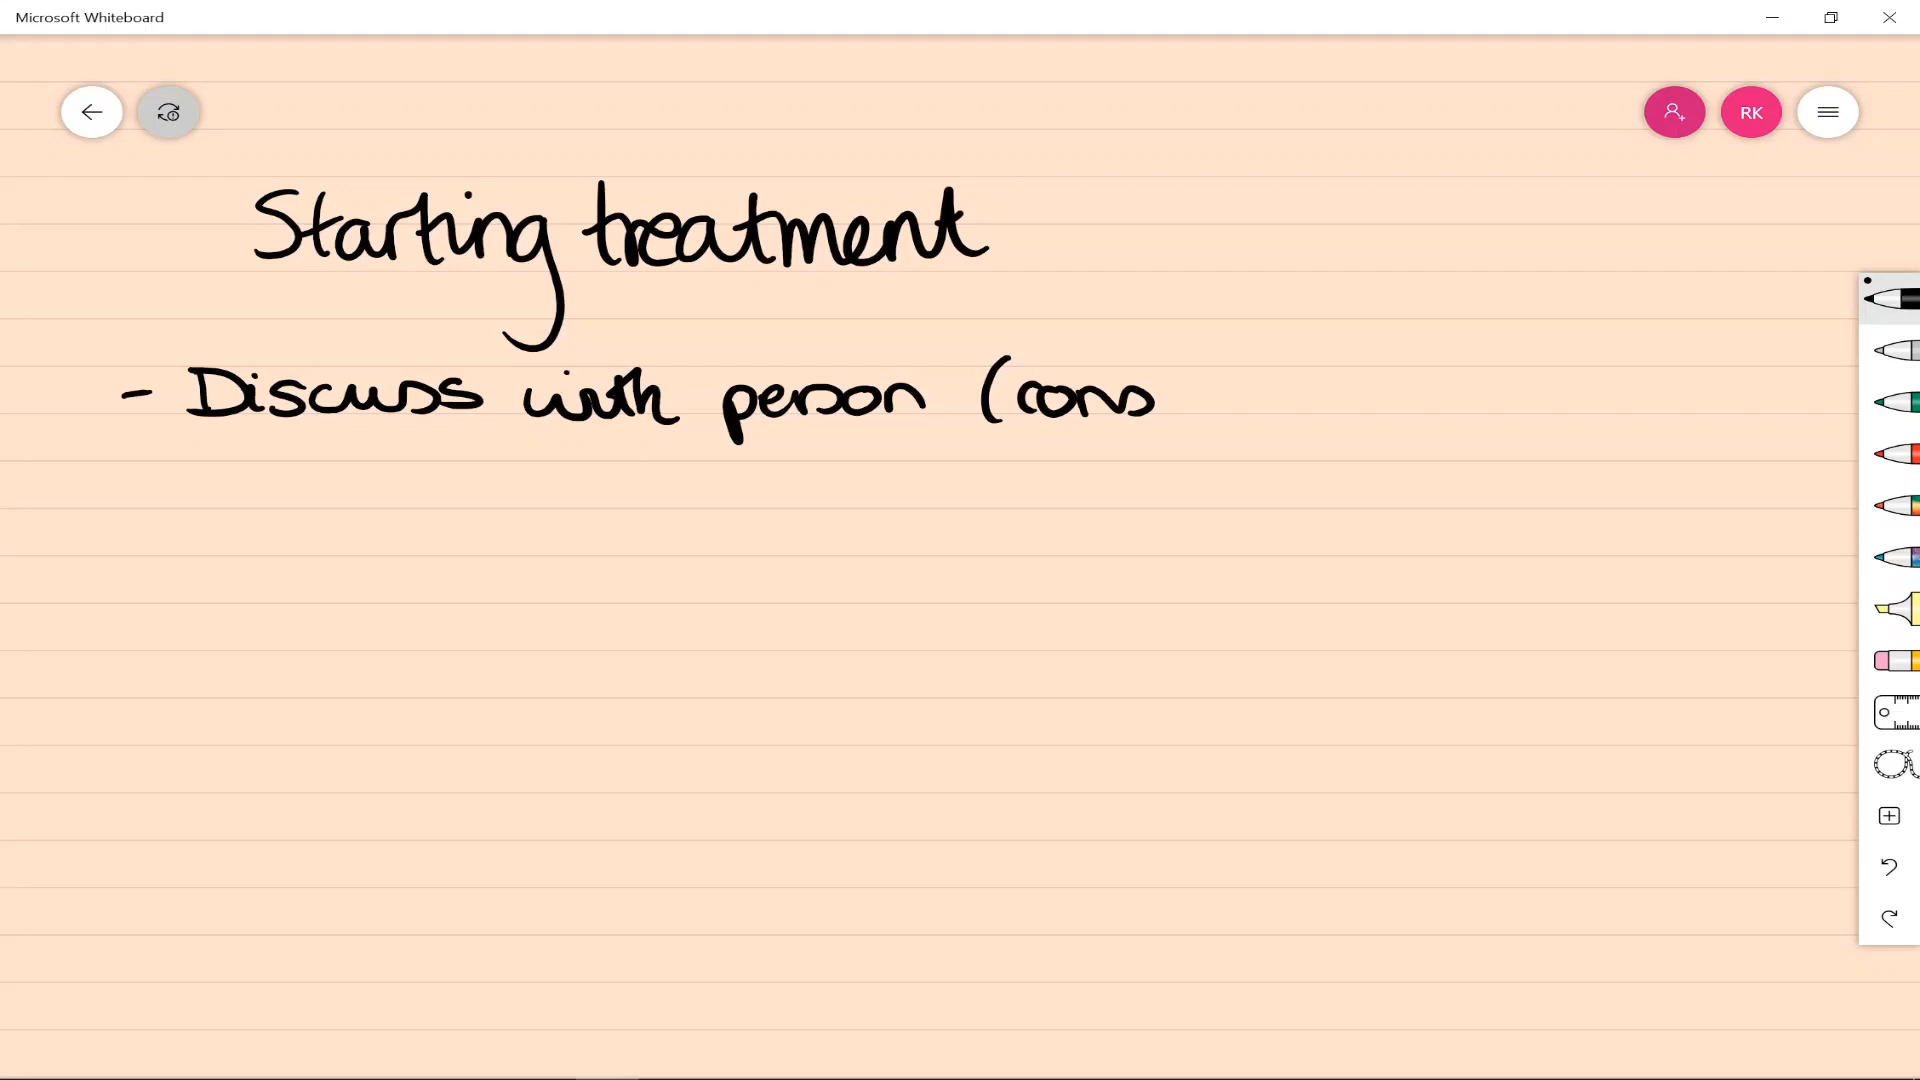 Microsoft Whiteboard
RK
Starting treatment
- Discuss with person (cons